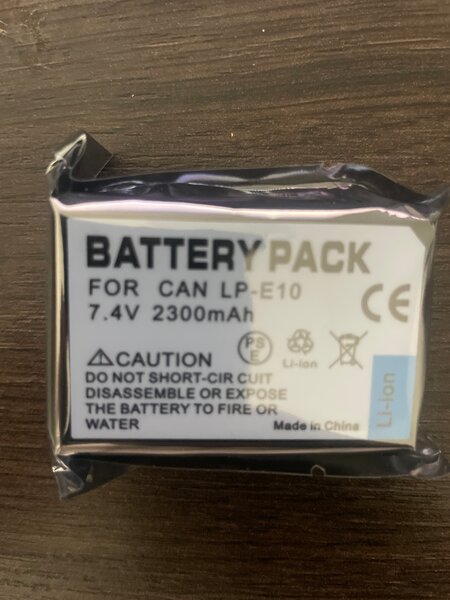 BATTERY PACK
FOR CAN LP-E10
7.4V 2300mAh
CE
PS
E
Li-ion
⚠CAUTION
DO NOT SHORT-CIR CUIT
DISASSEMBLE OR EXPOSE
THE BATTERY TO FIRE OR
WATER
Made in China
Li-ion